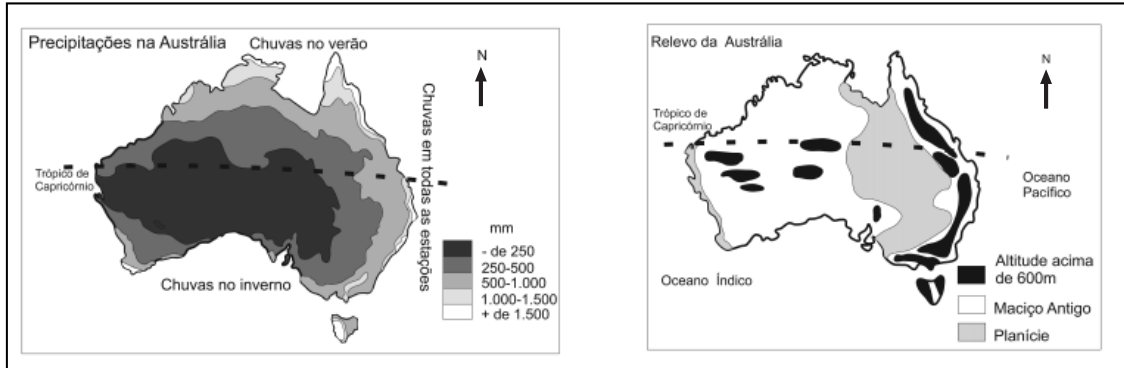 Precipitações na Austrália
Chuvas no verão
N
Chuvas em todas as estações
Trópico de
Capricórnio
Chuvas no inverno
mm
- de 250
250-500
500-1.000
1.000-1.500
+ de 1.500
Relevo da Austrália
N
Trópico de
Capricórnio
Oceano
Pacífico
Oceano Índico
Altitude acima
de 600m
Maciço Antigo
Planície